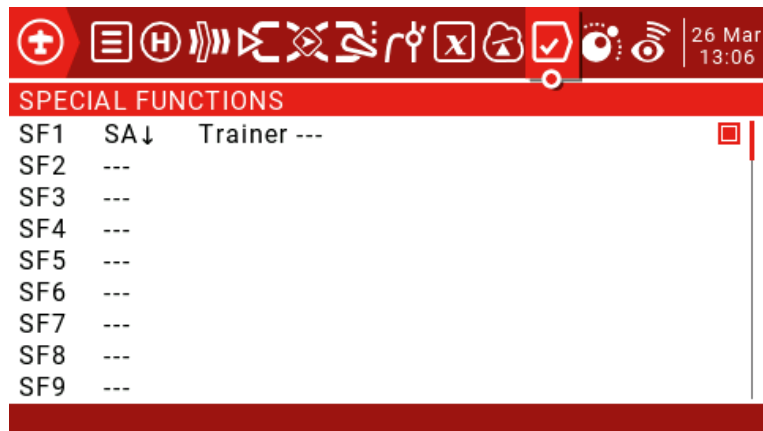 H X 26 Mar
13:06
SPECIAL FUNCTIONS
SF1 SA↓ Trainer ---
SF2 ---
SF3 ---
SF4 ---
SF5 ---
SF6 ---
SF7 ---
SF8 ---
SF9 ---